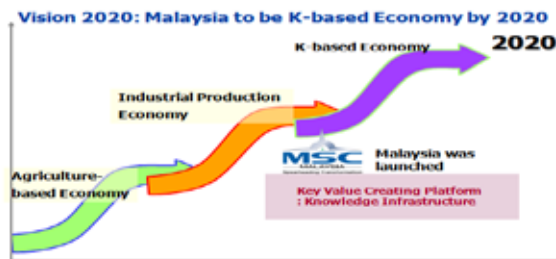 Vision 2020: Malaysia to be K-based Economy by 2020
2020
K-based Economy
Industrial Production
Economy
Agriculture-
based Economy
MSC
MALAYSIA
Malaysia was
launched
Key Value Creating Platform
: Knowledge Infrastructure